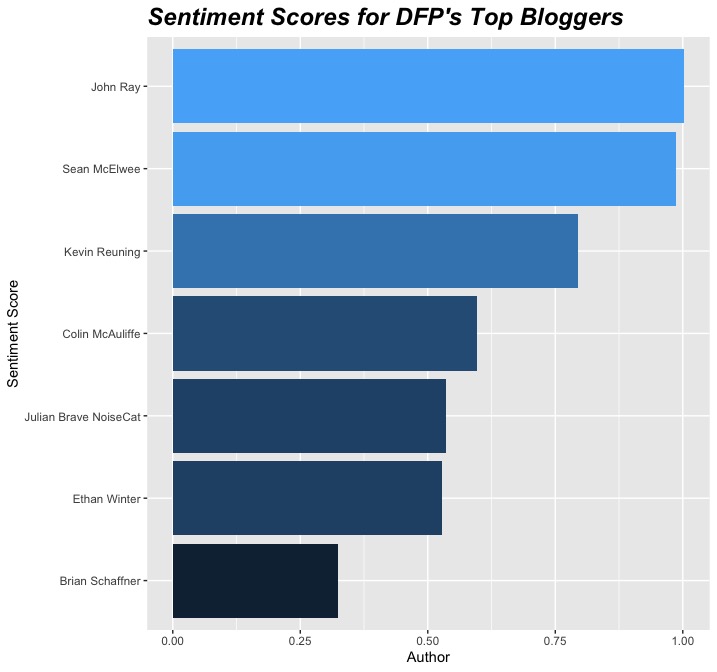 Sentiment Scores for DFP's Top Bloggers
Sentiment Score
John Ray
Sean McElwee
Kevin Reuning
Colin McAuliffe
Julian Brave NoiseCat
Ethan Winter
Brian Schaffner
0.00 0.25 0.50 0.75 1.00
Author